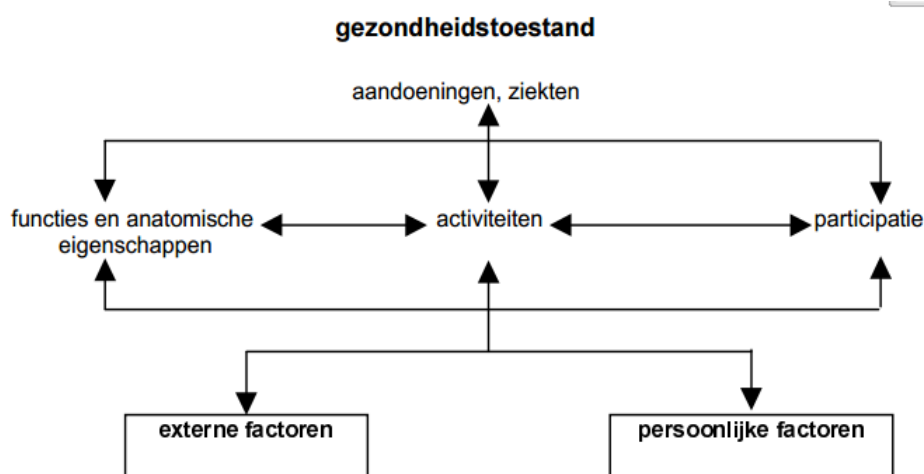 gezondheidstoestand
aandoeningen, ziekten
functies en anatomische
eigenschappen
activiteiten
participatie
externe factoren
persoonlijke factoren